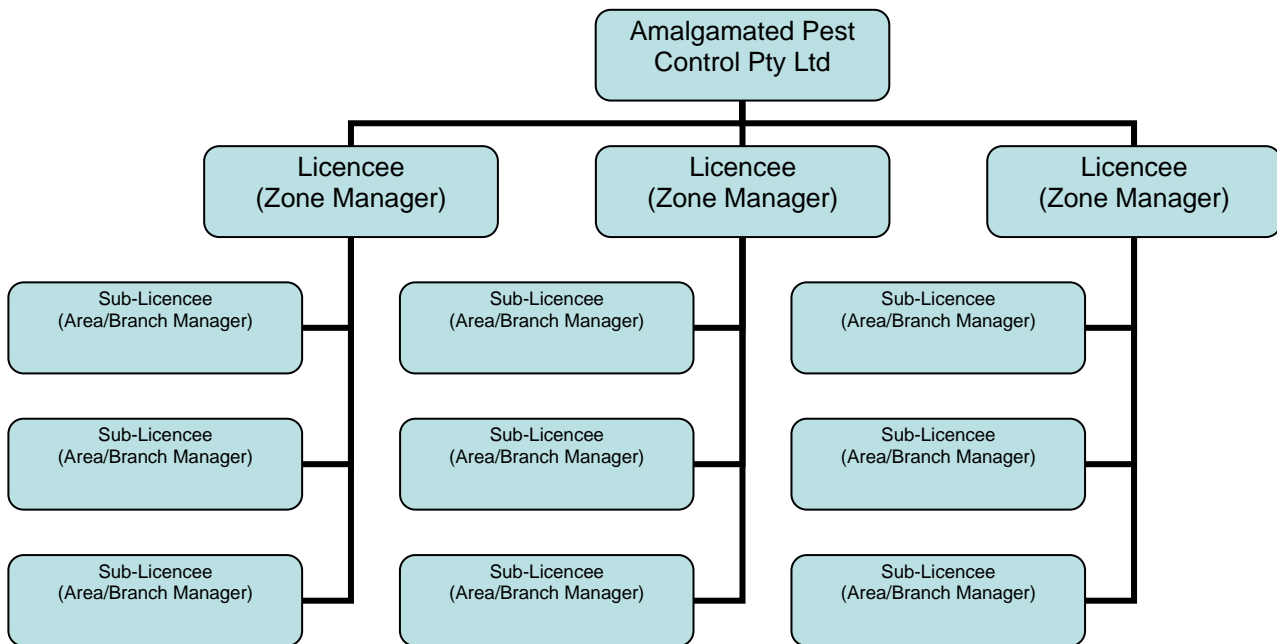 Amalgamated Pest
Control Pty Ltd
Licencee
(Zone Manager)
Licencee
(Zone Manager)
Licencee
(Zone Manager)
Sub-Licencee
(Area/Branch Manager)
Sub-Licencee
(Area/Branch Manager)
Sub-Licencee
(Area/Branch Manager)
Sub-Licencee
(Area/Branch Manager)
Sub-Licencee
(Area/Branch Manager)
Sub-Licencee
(Area/Branch Manager)
Sub-Licencee
(Area/Branch Manager)
Sub-Licencee
(Area/Branch Manager)
Sub-Licencee
(Area/Branch Manager)